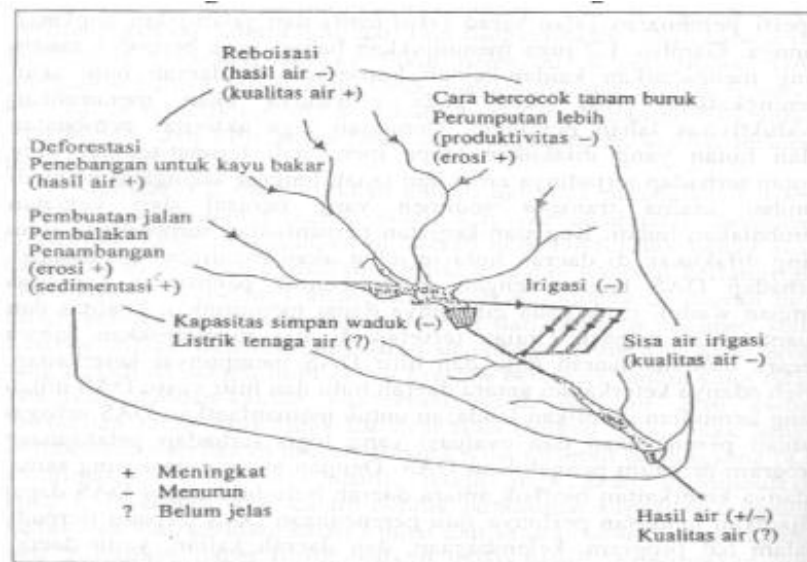 Reboisasi
(hasil air −)
(kualitas air +)
Cara bercocok tanam buruk
Perumputan lebih
(produktivitas −)
(erosi +)
Deforestasi
Penebangan untuk kayu bakar
(hasil air +)
Pembuatan jalan
Pembalakan
Penambangan
(erosi +)
(sedimentasi +)
Irigasi (−)
Kapasitas simpan waduk (−)
Listrik tenaga air (?)
Sisa air irigasi
(kualitas air −)
+ Meningkat
− Menurun
? Belum jelas
Hasil air (+/−)
Kualitas air (?)